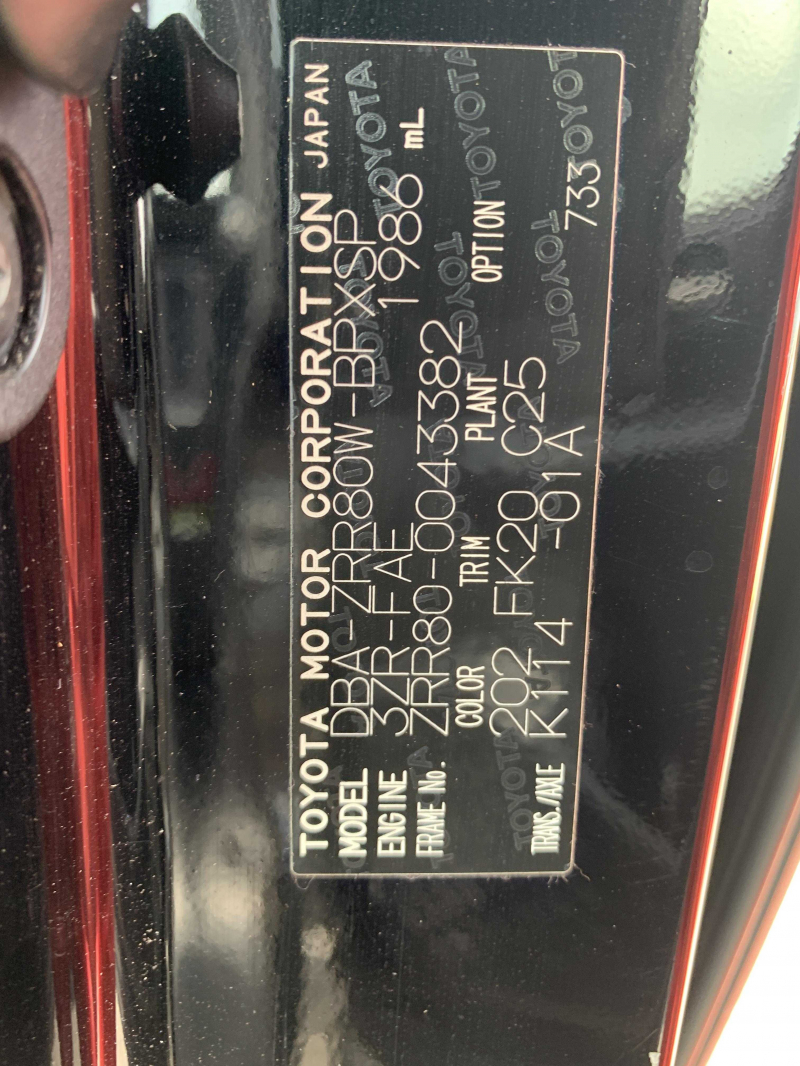 TOYOTA MOTOR CORPORATION JAPAN
MODEL DBA-ZRR80W-BPXSP
ENGINE 3ZR-FAE 1986 mL
FRAME No. ZRR80-0043382
COLOR TRIM PLANT OPTION
202 FK20 C25
TRANS./AXLE K114 -01A 733